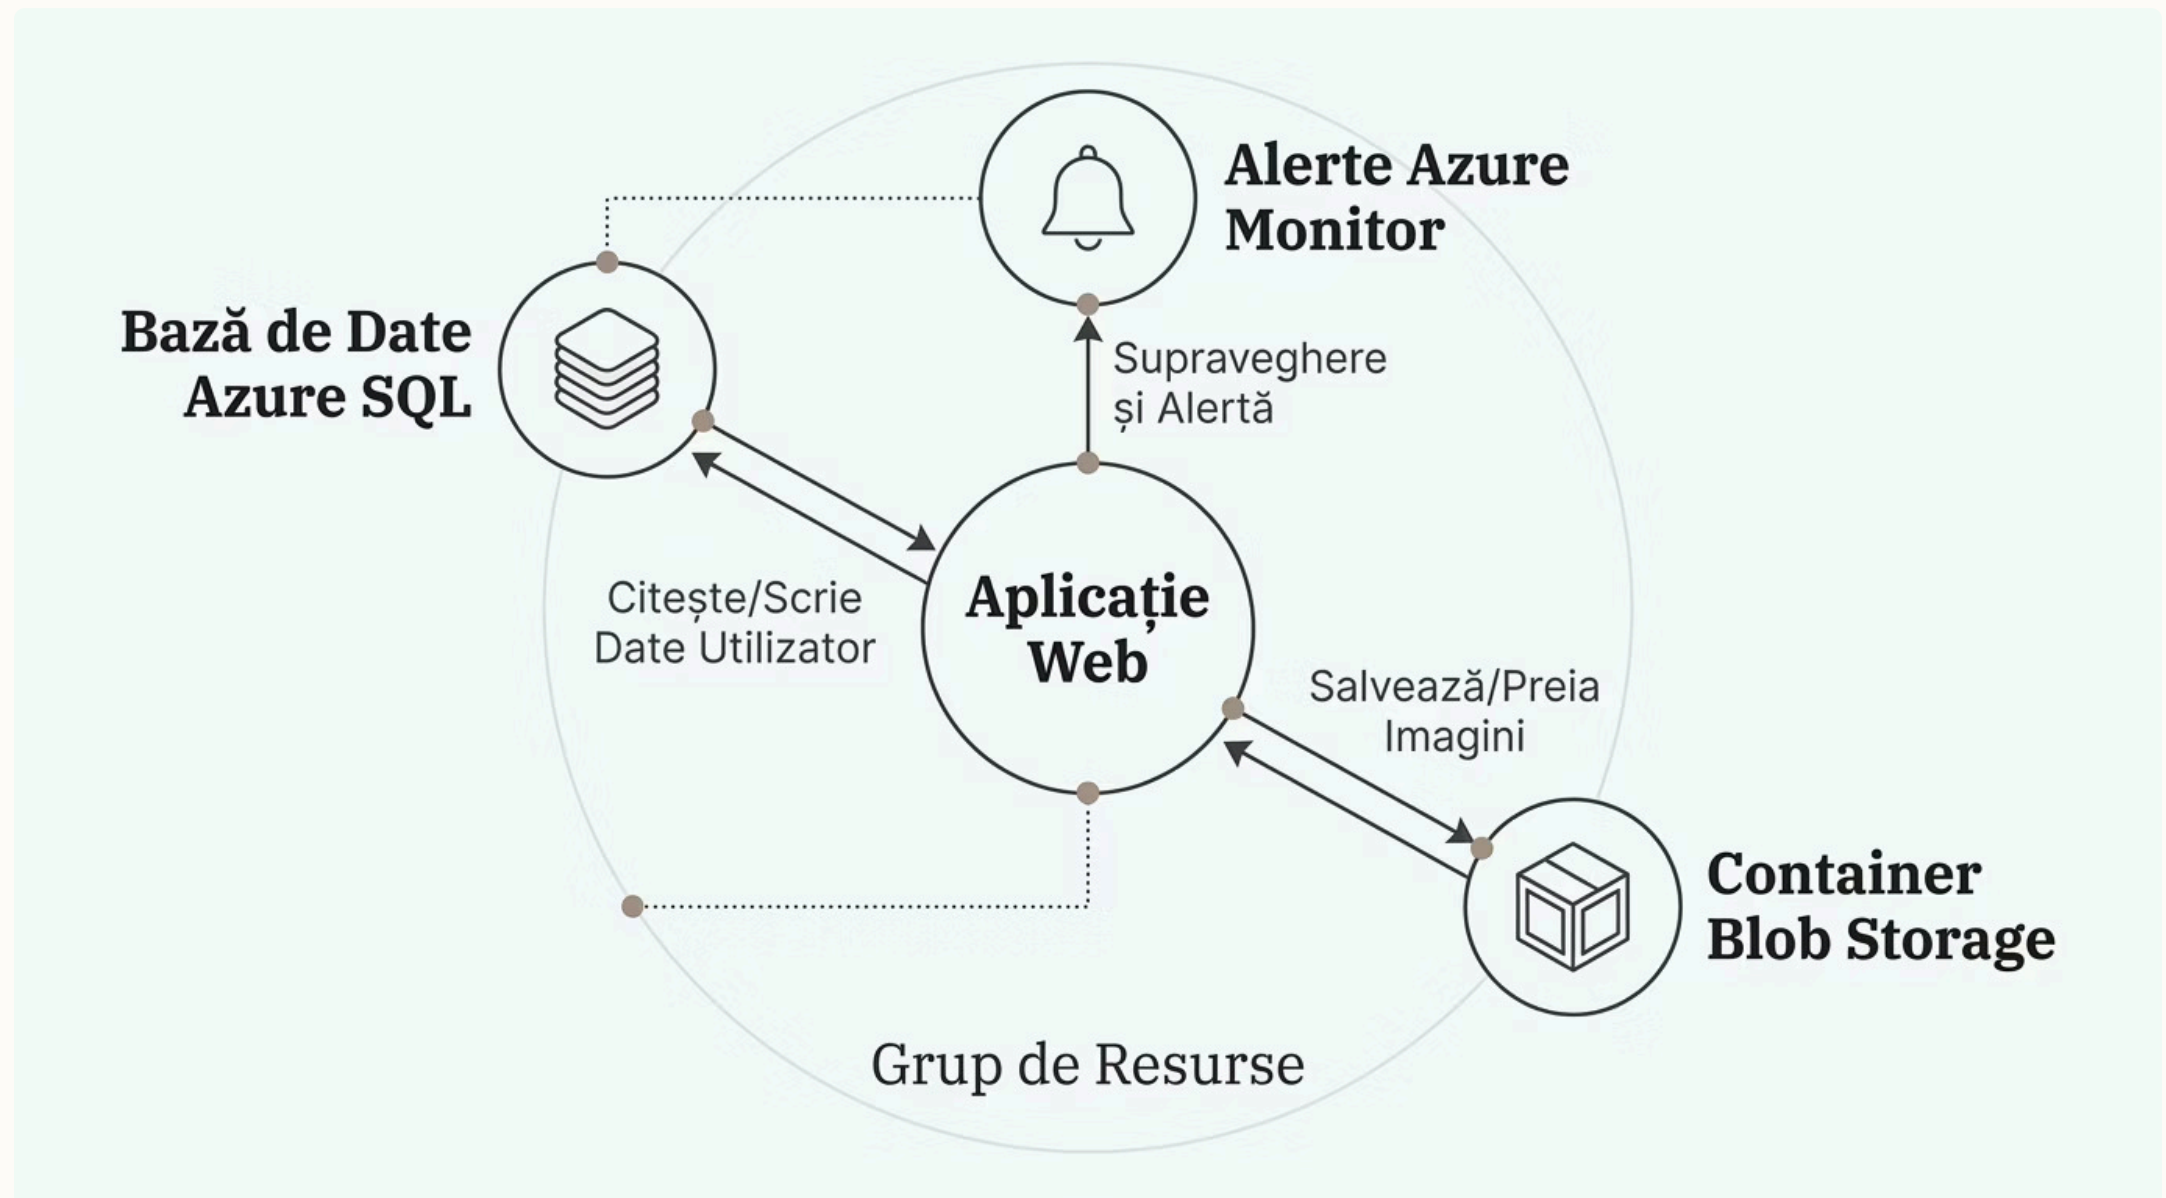 Alerte Azure
Monitor
Bază de Date
Azure SQL
Supraveghere
și Alertă
Aplicație
Web
Citește/Scrie
Date Utilizator
Salvează/Preia
Imagini
Container
Blob Storage
Grup de Resurse